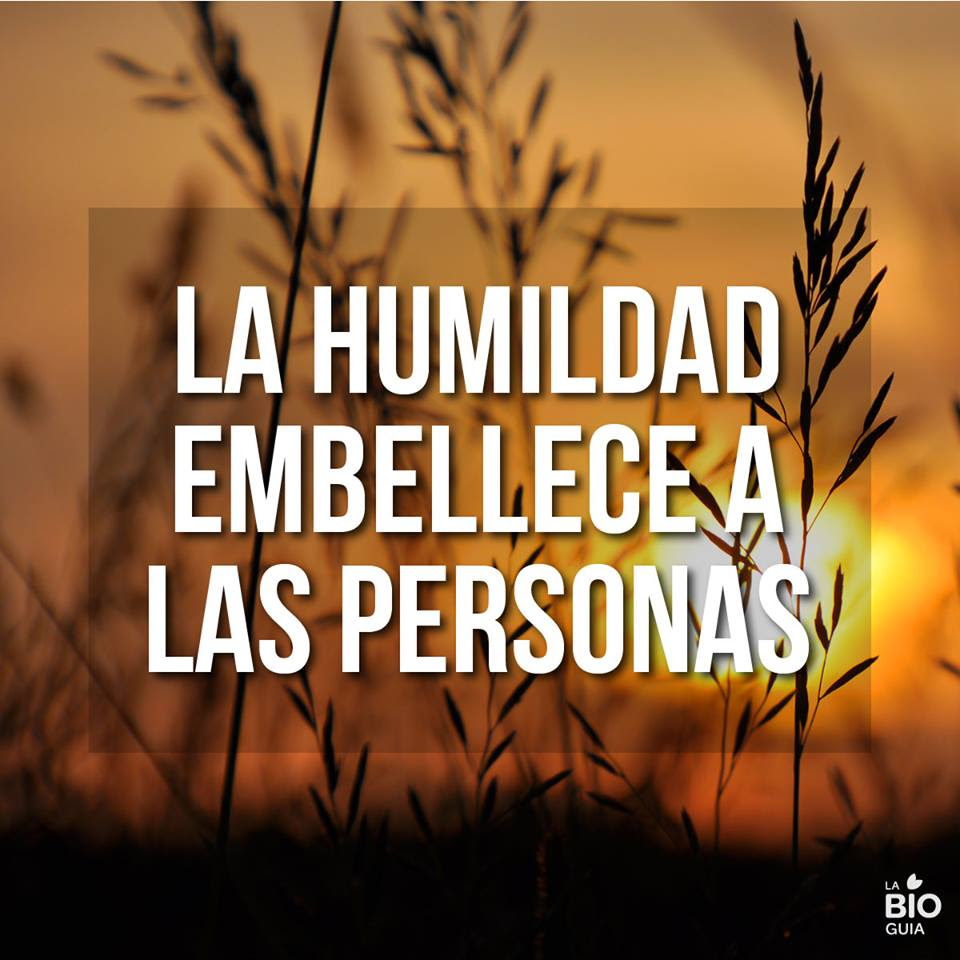 LA HUMILDAD
EMBELLECE A
LAS PERSONAS
LA
BIO
GUIA